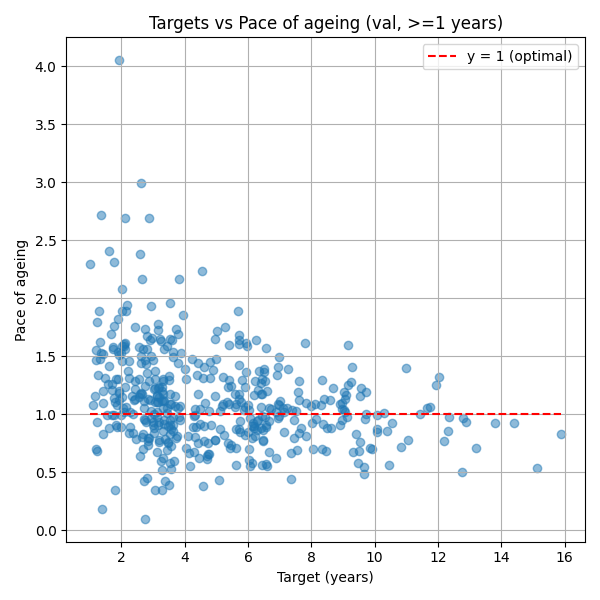 Targets vs Pace of ageing (val, >=1 years)
y = 1 (optimal)
Pace of ageing
4.0
3.5
3.0
2.5
2.0
1.5
1.0
0.5
0.0
2 4 6 8 10 12 14 16
Target (years)